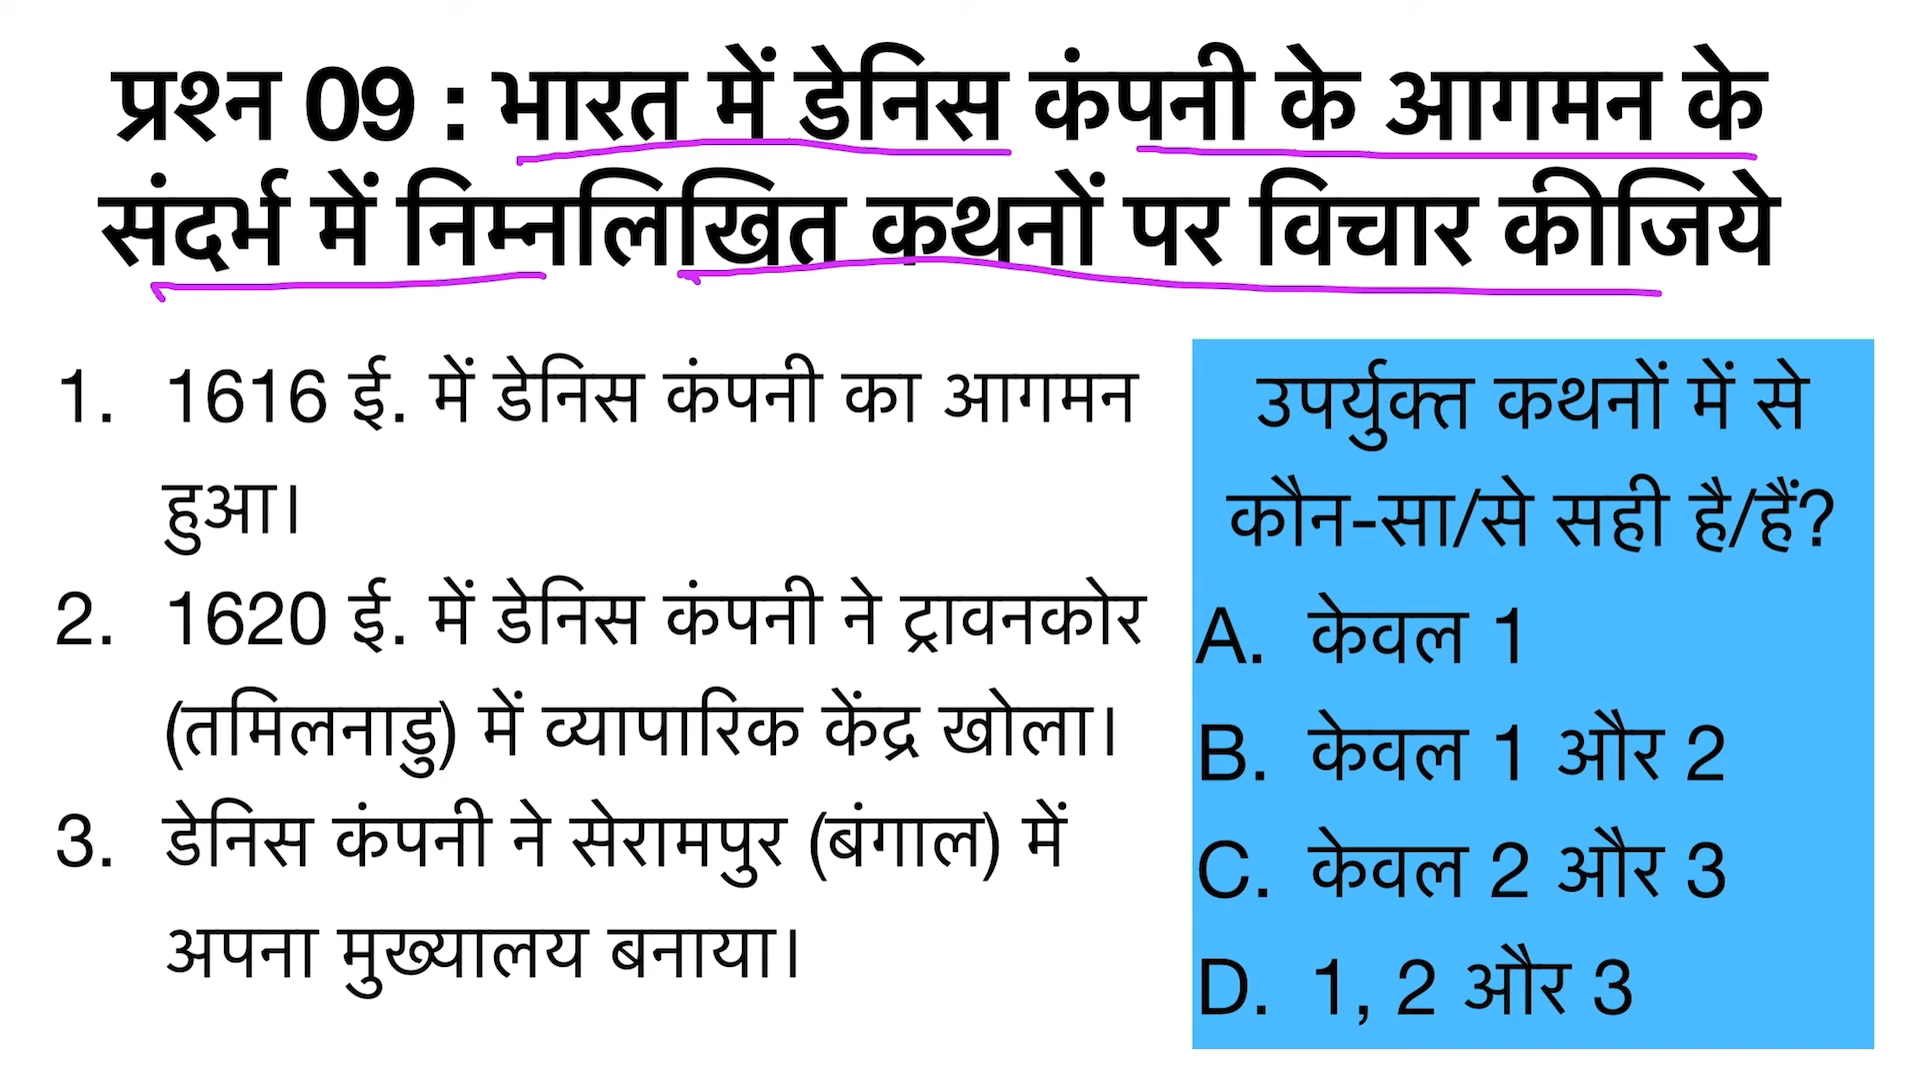 प्रश्न 09 : भारत में डेनिस कंपनी के आगमन के
संदर्भ में निम्नलिखित कथनों पर विचार कीजिये
1. 1616 ई. में डेनिस कंपनी का आगमन
हुआ।
2. 1620 ई. में डेनिस कंपनी ने ट्रावनकोर
(तमिलनाडु) में व्यापारिक केंद्र खोला।
3. डेनिस कंपनी ने सेरामपुर (बंगाल) में
अपना मुख्यालय बनाया।
उपर्युक्त कथनों में से
कौन-सा/से सही है/हैं?
A. केवल 1
B. केवल 1 और 2
C. केवल 2 और 3
D. 1, 2 और 3